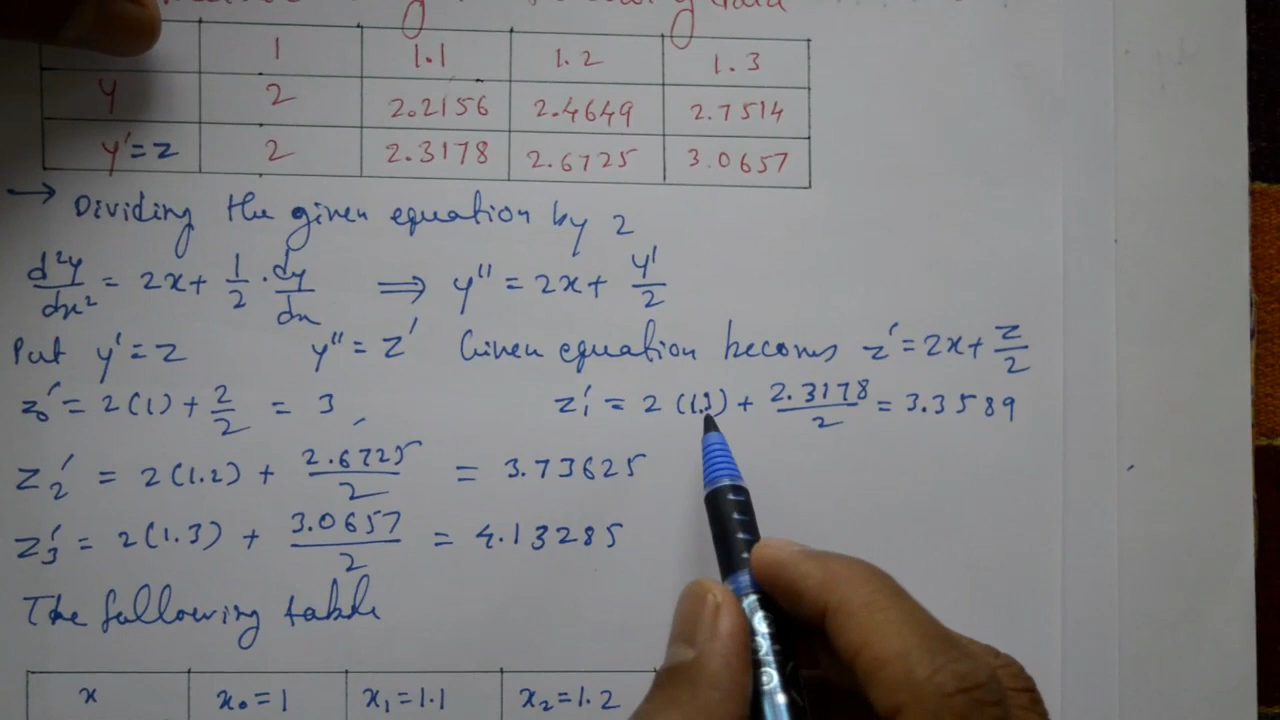 1 1.1 1.2 1.3
y 2 2.2156 2.4649 2.7514
y'=z 2 2.3178 2.6725 3.0657
→ Dividing the given equation by 2
d²y/dx² = 2x + 1/2 · dy/dx ⟹ y'' = 2x + y'/2
Put y' = z y'' = z' Given equation becomes z' = 2x + z/2
z₀' = 2(1) + 2/2 = 3, z₁' = 2(1.1) + 2.3178/2 = 3.3589
z₂' = 2(1.2) + 2.6725/2 = 3.73625
z₃' = 2(1.3) + 3.0657/2 = 4.13285
The following table
x x₀=1 x₁=1.1 x₂=1.2